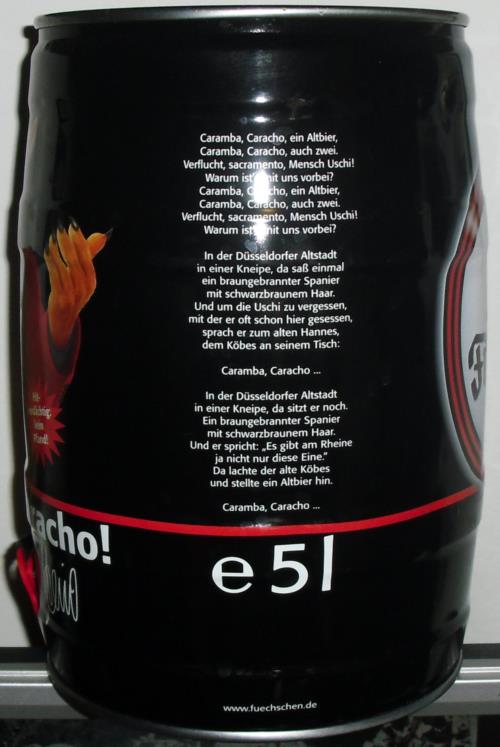 Caramba, Caracho, ein Altbier,
Caramba, Caracho, auch zwei.
Verflucht, sacramento, Mensch Uschi!
Warum ist's mit uns vorbei?
Caramba, Caracho, ein Altbier,
Caramba, Caracho, auch zwei.
Verflucht, sacramento, Mensch Uschi!
Warum ist's mit uns vorbei?
In der Düsseldorfer Altstadt
in einer Kneipe, da saß einmal
ein braungebrannter Spanier
mit schwarzbraunem Haar.
Und um die Uschi zu vergessen,
mit der er oft schon hier gesessen,
sprach er zum alten Hannes,
dem Köbes an seinem Tisch:
Caramba, Caracho ...
In der Düsseldorfer Altstadt
in einer Kneipe, da sitzt er noch.
Ein braungebrannter Spanier
mit schwarzbraunem Haar.
Und er spricht: „Es gibt am Rheine
ja nicht nur diese Eine."
Da lachte der alte Köbes
und stellte ein Altbier hin.
Caramba, Caracho ...
racho!
e 5l
www.fuechschen.de